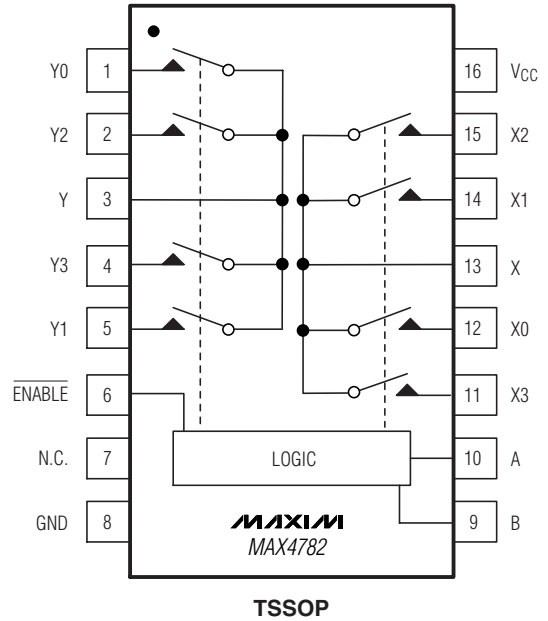 Y0 1 16 VCC
Y2 2 15 X2
Y 3 14 X1
Y3 4 13 X
Y1 5 12 X0
ENABLE 6 11 X3
N.C. 7 LOGIC 10 A
GND 8 MAXIM 9 B
MAX4782
TSSOP